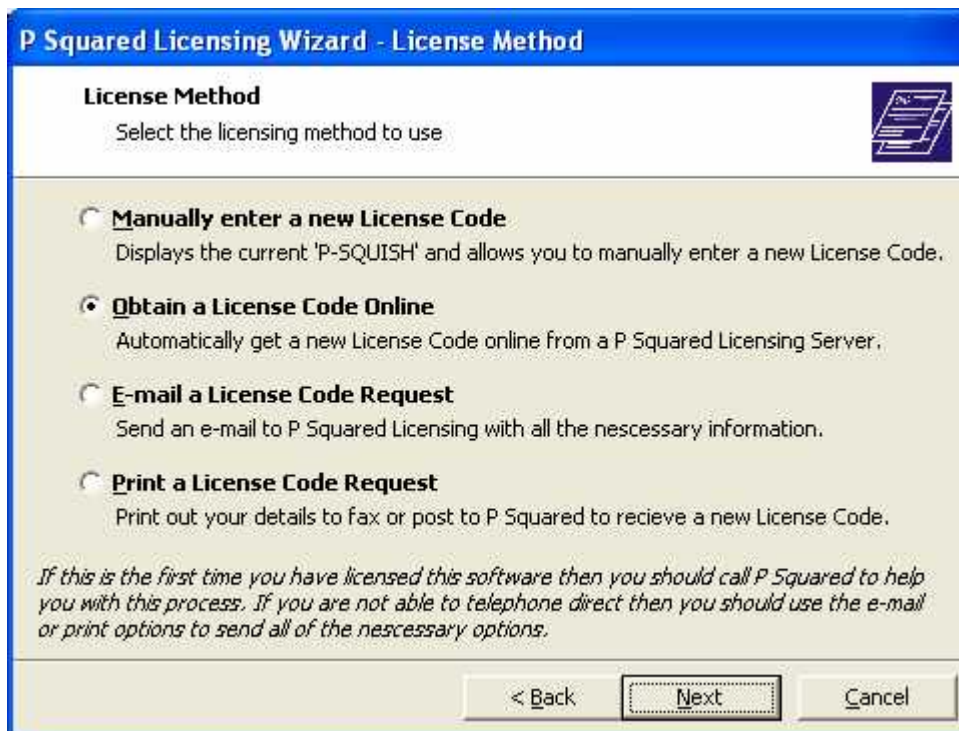 P Squared Licensing Wizard - License Method
License Method
Select the licensing method to use
Manually enter a new License Code
Displays the current 'P-SQUISH' and allows you to manually enter a new License Code.
Obtain a License Code Online
Automatically get a new License Code online from a P Squared Licensing Server.
E-mail a License Code Request
Send an e-mail to P Squared Licensing with all the nescessary information.
Print a License Code Request
Print out your details to fax or post to P Squared to recieve a new License Code.
If this is the first time you have licensed this software then you should call P Squared to help
you with this process. If you are not able to telephone direct then you should use the e-mail
or print options to send all of the nescessary options.
< Back Next Cancel